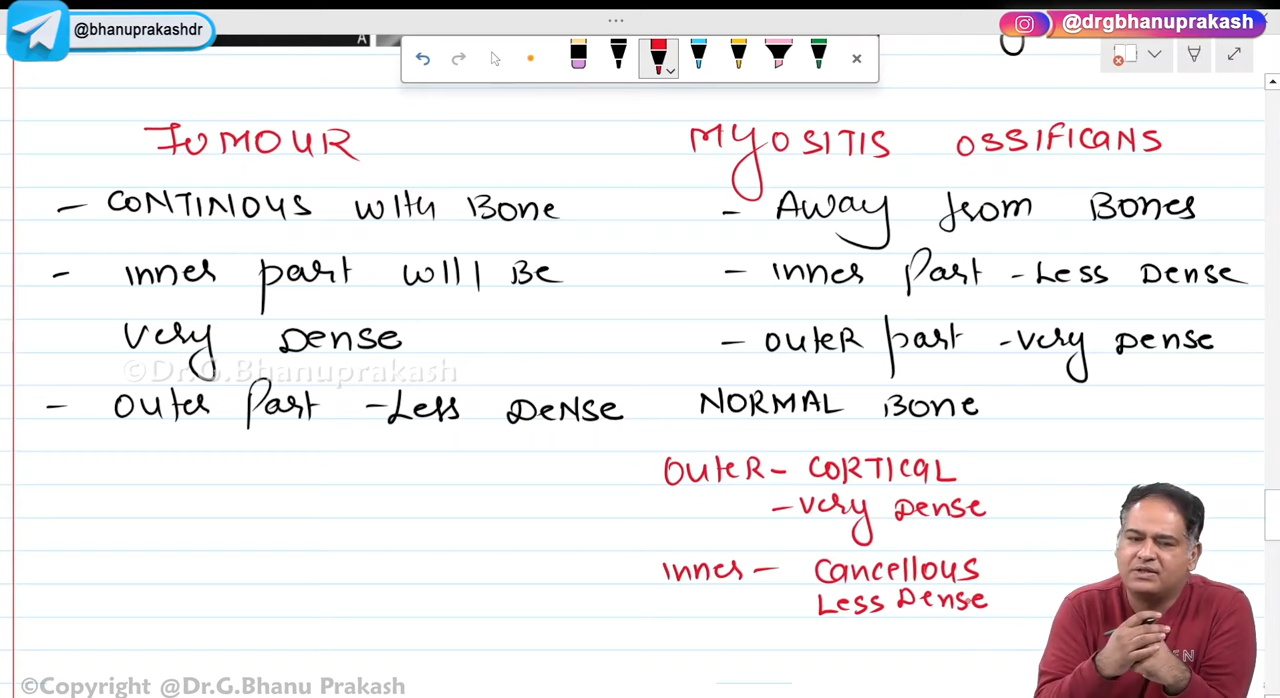 @bhanuprakashdr
@drgbhanuprakash
TUMOUR
- CONTINOUS with Bone
- inner part will Be
very Dense
©Dr.G.Bhanuprakash
- outer Part - Less Dense
MYOSITIS OSSIFICANS
- Away from Bones
- inner Part - Less Dense
- outer part - very Dense
NORMAL Bone
outer - CORTICAL
- very Dense
inner - Cancellous
Less Dense
©Copyright @Dr.G.Bhanu Prakash